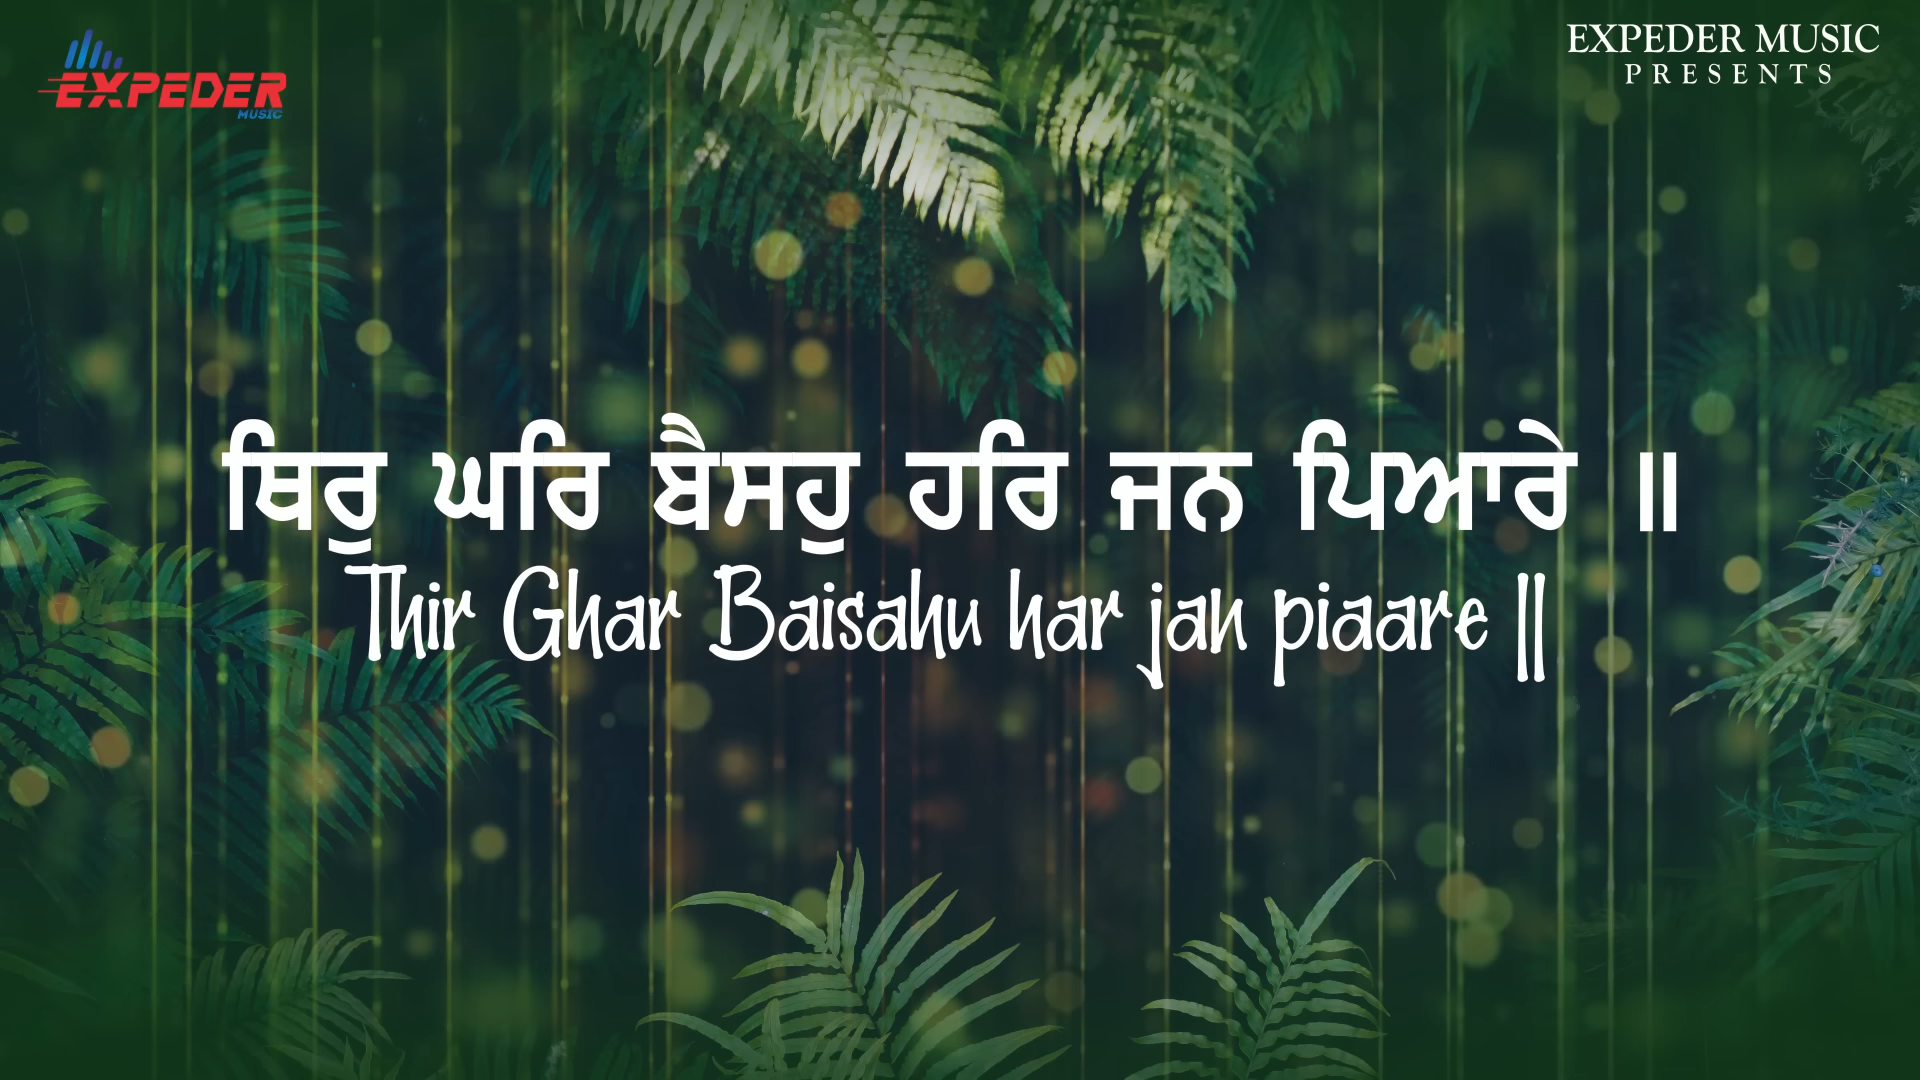 EXPEDER
MUSIC
EXPEDER MUSIC
PRESENTS
ਥਿਰੁ ਘਰਿ ਬੈਸਹੁ ਹਰਿ ਜਨ ਪਿਆਰੇ ॥
Thir Ghar Baisahu har jan piaare ||